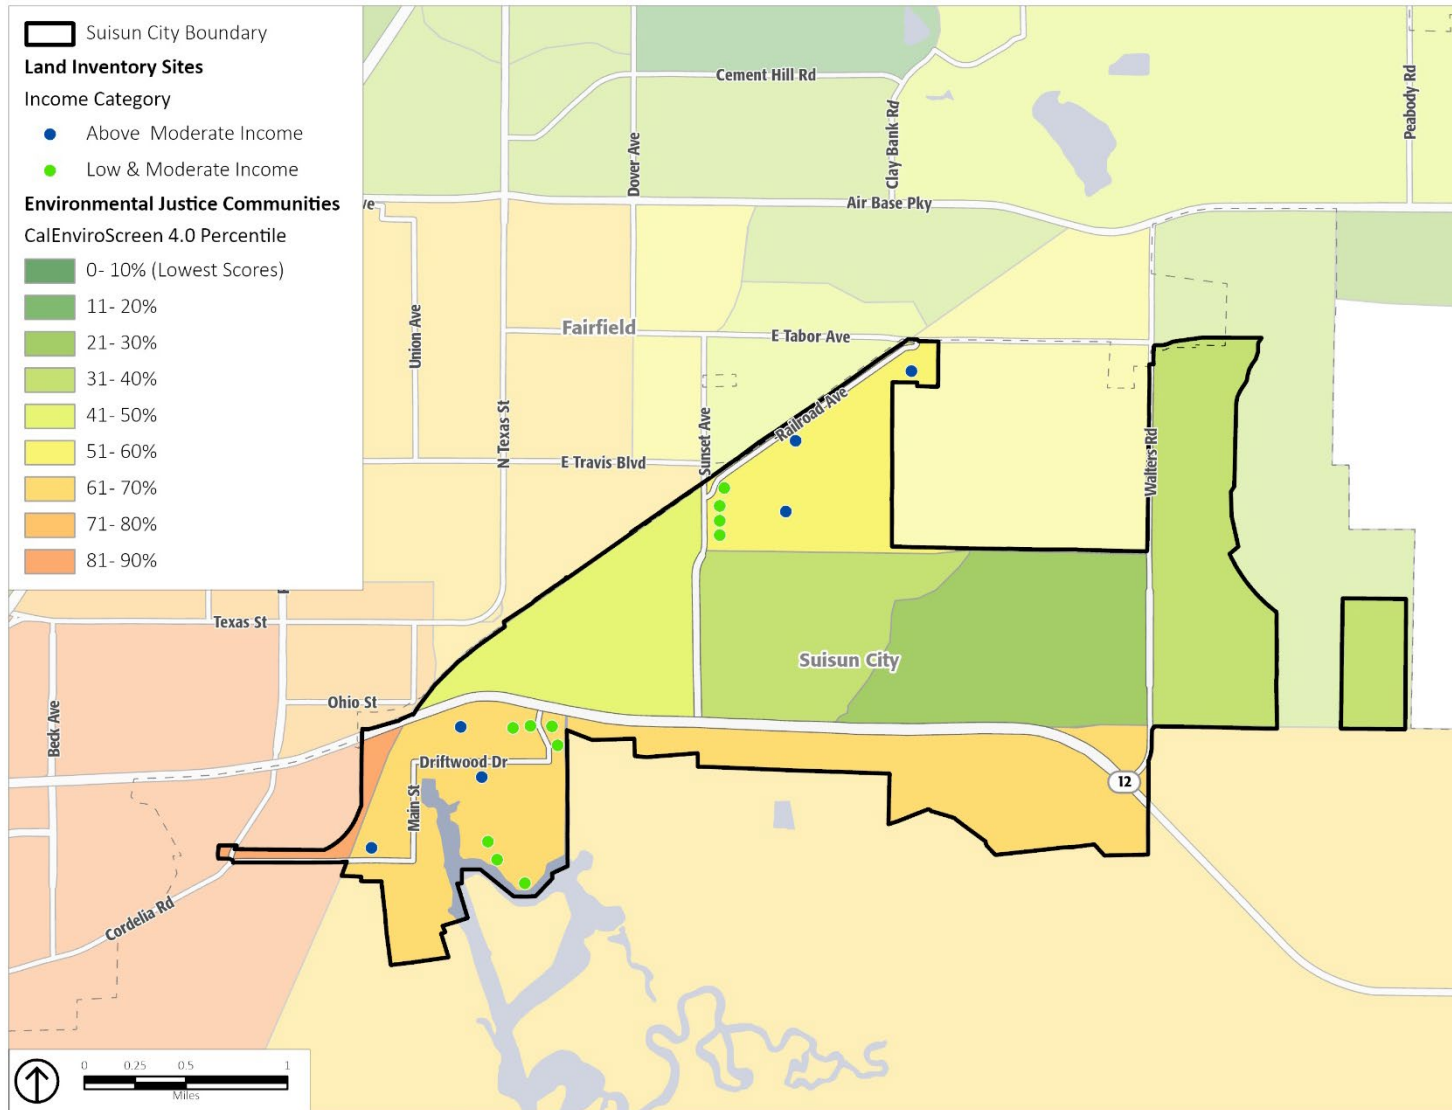 Suisun City Boundary
Land Inventory Sites
Income Category
Above Moderate Income
Low & Moderate Income
Environmental Justice Communities
CalEnviroScreen 4.0 Percentile
0- 10% (Lowest Scores)
11- 20%
21- 30%
31- 40%
41- 50%
51- 60%
61- 70%
71- 80%
81- 90%
Cement Hill Rd
Peabody Rd
Dover Ave
Clay Bank Rd
Air Base Pky
Union Ave
Fairfield
E Tabor Ave
N Texas St
Railroad Ave
Sunset Ave
E Travis Blvd
Walters Rd
Texas St
Suisun City
Ohio St
Beck Ave
Driftwood Dr
Main St
12
Cordelia Rd
0 0.25 0.5 1
Miles